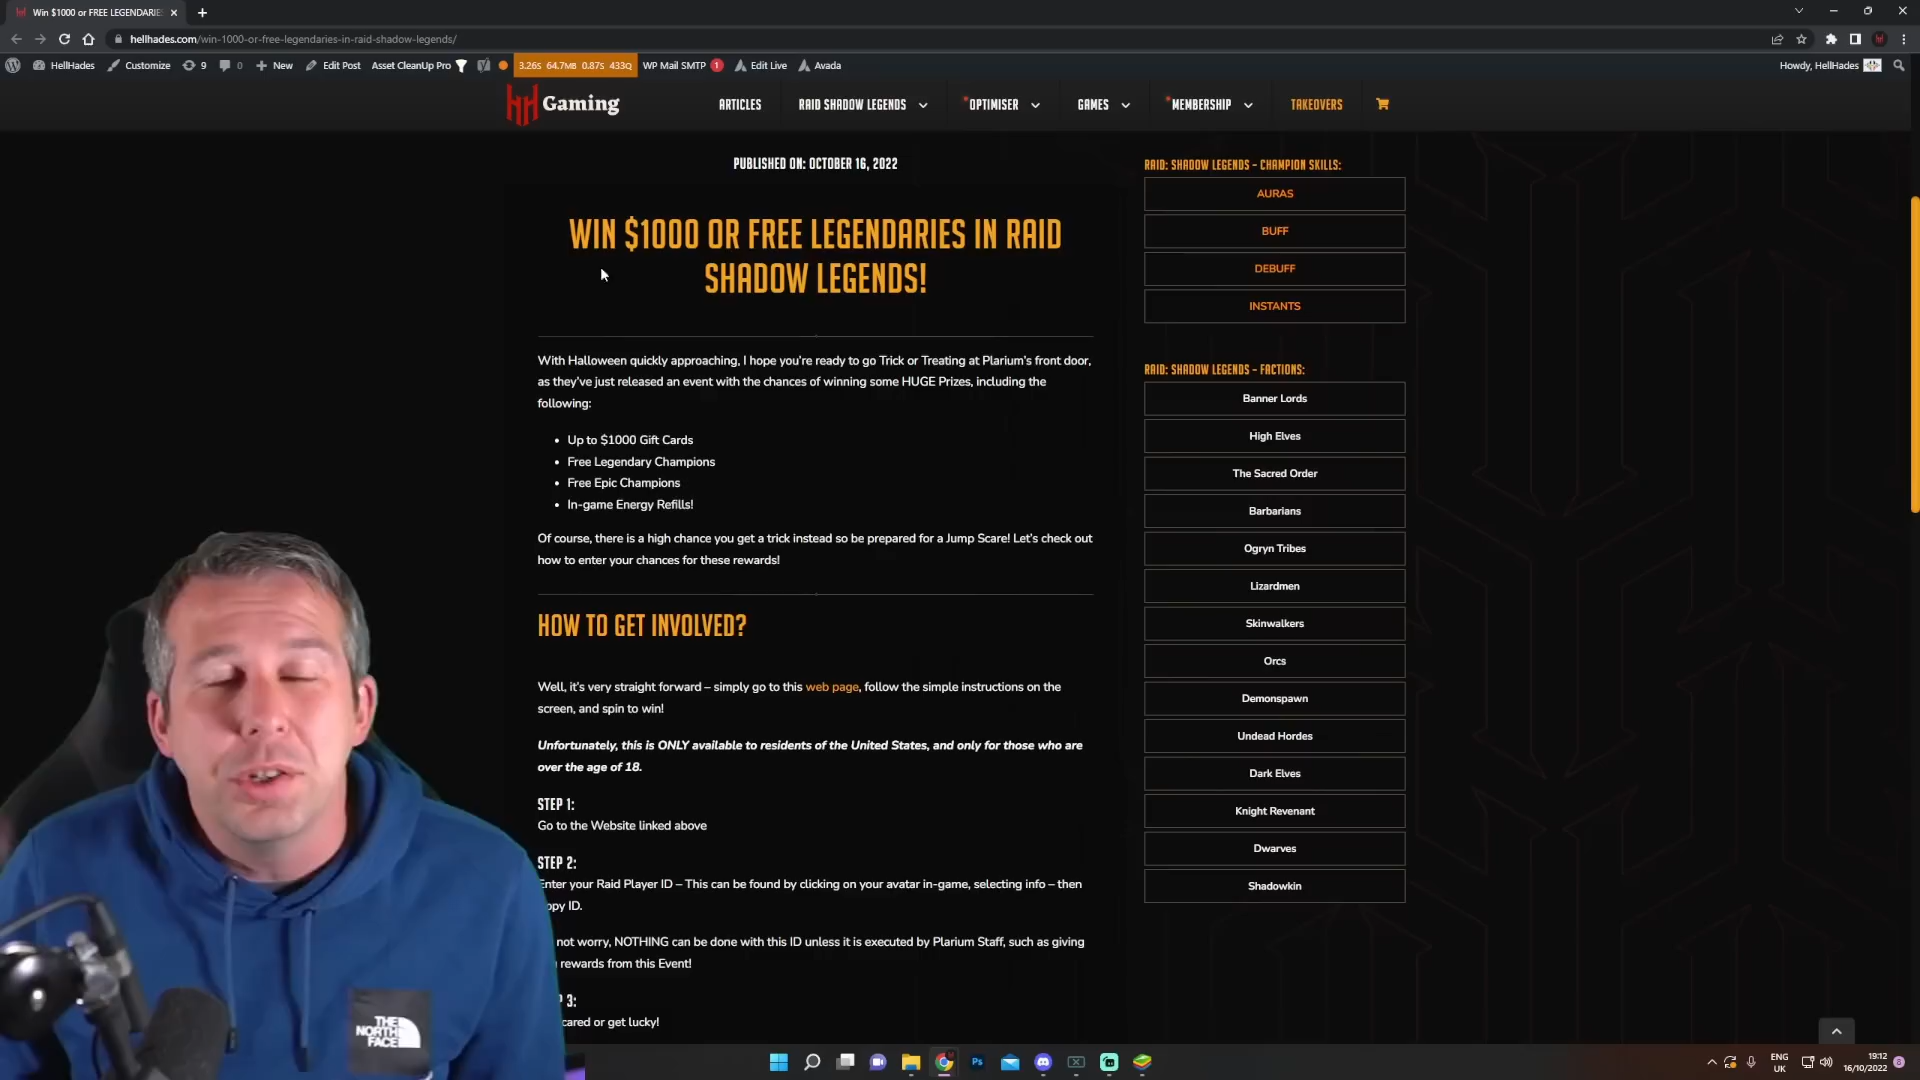 Win $1000 or FREE LEGENDARIE
hellhades.com/win-1000-or-free-legendaries-in-raid-shadow-legends/
HellHades Customize 9 0 New Edit Post Asset CleanUp Pro 3.26S 64.7MB 0.87S 433Q WP Mail SMTP 1 Edit Live Avada Howdy, HellHades
Gaming
ARTICLES RAID SHADOW LEGENDS *OPTIMISER GAMES *MEMBERSHIP TAKEOVERS
PUBLISHED ON: OCTOBER 16, 2022
WIN $1000 OR FREE LEGENDARIES IN RAID
SHADOW LEGENDS!
With Halloween quickly approaching, I hope you're ready to go Trick or Treating at Plarium's front door,
as they've just released an event with the chances of winning some HUGE Prizes, including the
following:
• Up to $1000 Gift Cards
• Free Legendary Champions
• Free Epic Champions
• In-game Energy Refills!
Of course, there is a high chance you get a trick instead so be prepared for a Jump Scare! Let's check out
how to enter your chances for these rewards!
HOW TO GET INVOLVED?
Well, it's very straight forward – simply go to this web page, follow the simple instructions on the
screen, and spin to win!
Unfortunately, this is ONLY available to residents of the United States, and only for those who are
over the age of 18.
STEP 1:
Go to the Website linked above
STEP 2:
Enter your Raid Player ID – This can be found by clicking on your avatar in-game, selecting info – then
opy ID.
not worry, NOTHING can be done with this ID unless it is executed by Plarium Staff, such as giving
rewards from this Event!
P 3:
cared or get lucky!
RAID: SHADOW LEGENDS – CHAMPION SKILLS:
AURAS
BUFF
DEBUFF
INSTANTS
RAID: SHADOW LEGENDS – FACTIONS:
Banner Lords
High Elves
The Sacred Order
Barbarians
Ogryn Tribes
Lizardmen
Skinwalkers
Orcs
Demonspawn
Undead Hordes
Dark Elves
Knight Revenant
Dwarves
Shadowkin
THE
NORTH
FACE
Ps
ENG
UK
19:12
16/10/2022
8